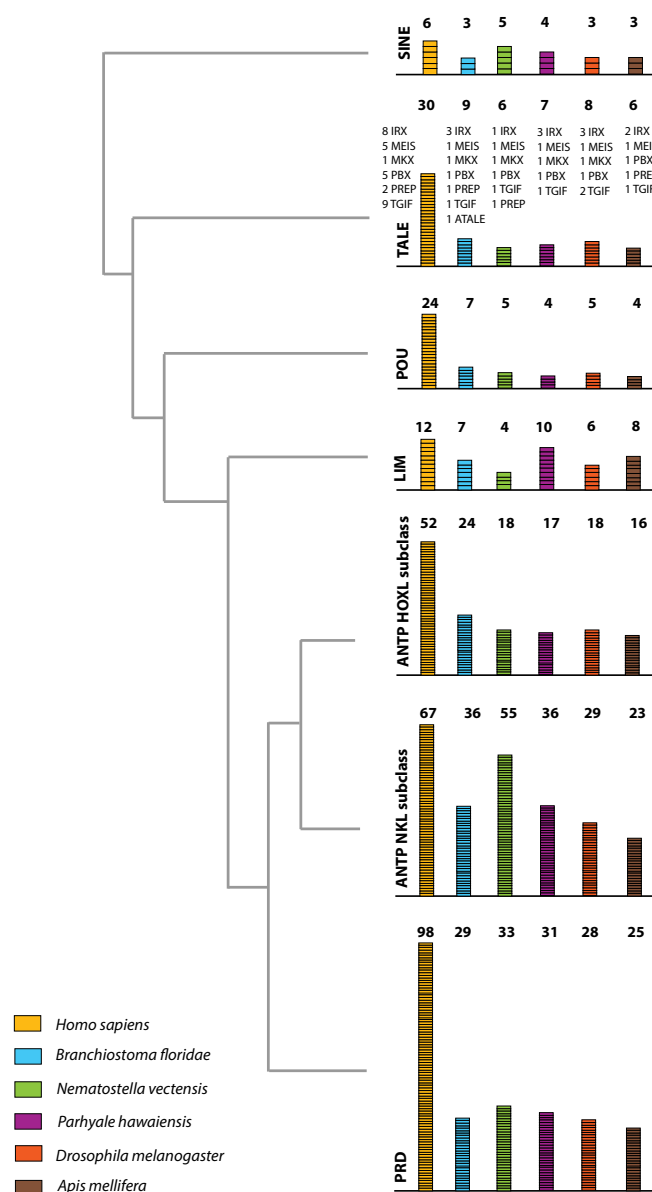 6 3 5 4 3 3
SINE
30 9 6 7 8 6
8 IRX 3 IRX 1 IRX 3 IRX 3 IRX 2 IRX
5 MEIS 1 MEIS 1 MEIS 1 MEIS 1 MEIS 1 MEI
1 MKX 1 MKX 1 MKX 1 MKX 1 MKX 1 PBX
5 PBX 1 PBX 1 PBX 1 PBX 1 PBX 1 PRE
2 PREP 1 PREP 1 TGIF 1 TGIF 2 TGIF 1 TGIF
9 TGIF 1 TGIF 1 PREP
1 ATALE
TALE
24 7 5 4 5 4
POU
12 7 4 10 6 8
LIM
52 24 18 17 18 16
ANTP HOXL subclass
67 36 55 36 29 23
ANTP NKL subclass
98 29 33 31 28 25
PRD
Homo sapiens
Branchiostoma floridae
Nematostella vectensis
Parhyale hawaiensis
Drosophila melanogaster
Apis mellifera